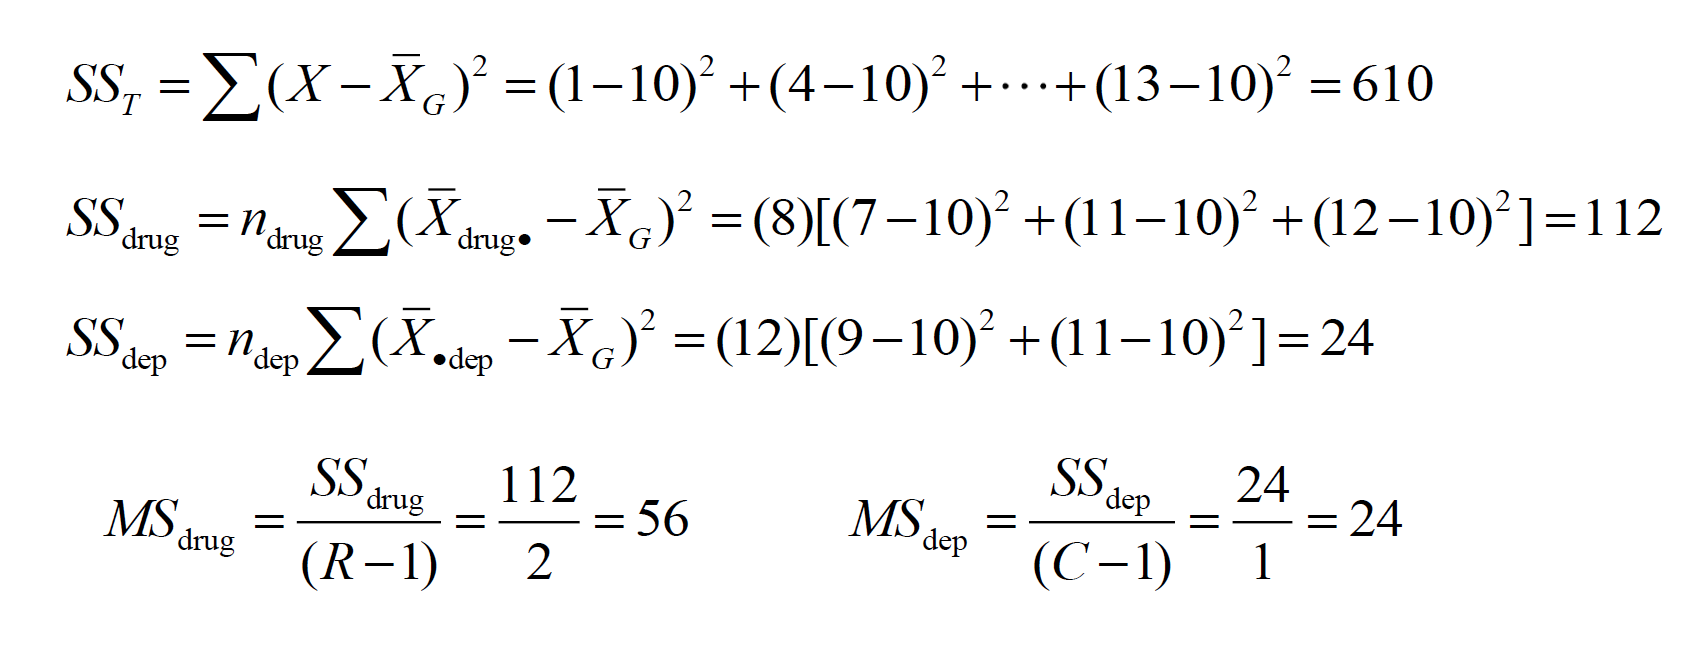 SS_T = ∑(X − X̄_G)² = (1−10)² + (4−10)² + ⋯ + (13−10)² = 610
SS_drug = n_drug ∑(X̄_drug• − X̄_G)² = (8)[(7−10)² + (11−10)² + (12−10)²] = 112
SS_dep = n_dep ∑(X̄_•dep − X̄_G)² = (12)[(9−10)² + (11−10)²] = 24
MS_drug = SS_drug/(R−1) = 112/2 = 56 MS_dep = SS_dep/(C−1) = 24/1 = 24